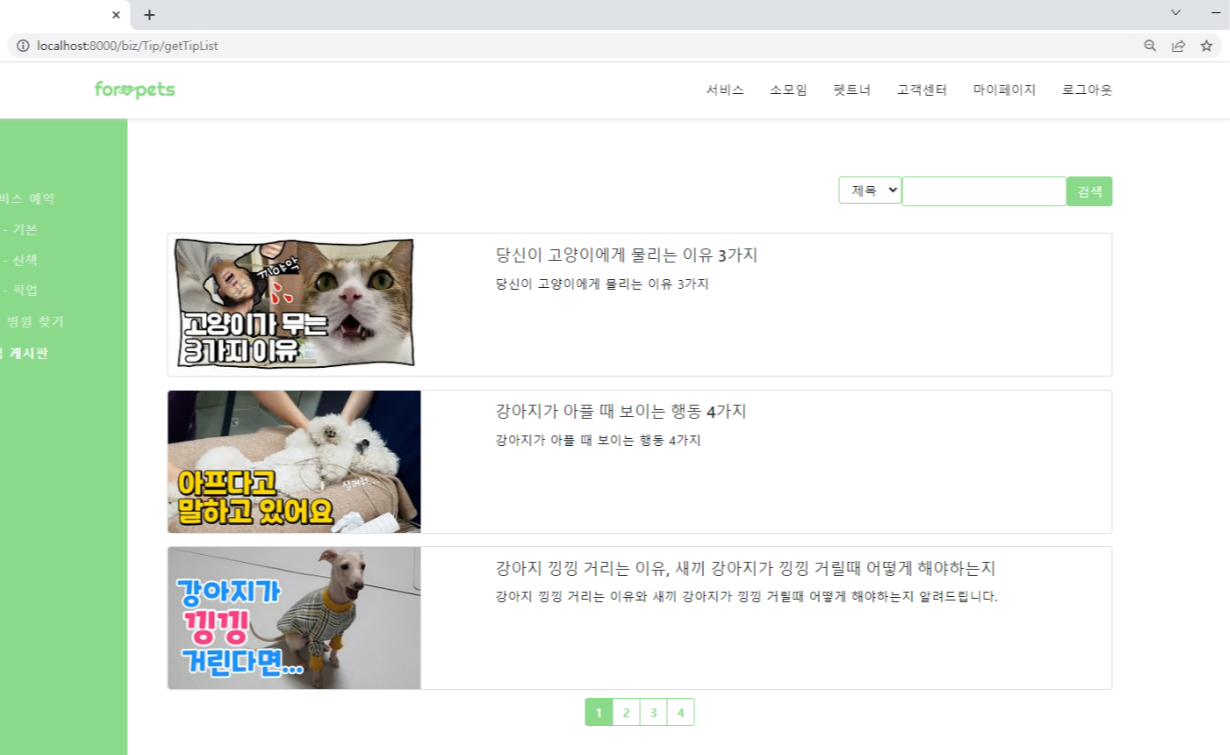 localhost:8000/biz/Tip/getTipList
forpets
서비스 소모임 펫트너 고객센터 마이페이지 로그아웃
비스 예약
- 기본
- 산책
- 픽업
병원 찾기
게시판
제목 검색
끼야악
고양이가 무는
3가지 이유
당신이 고양이에게 물리는 이유 3가지
당신이 고양이에게 물리는 이유 3가지
아프다고
말하고 있어요
강아지가 아플 때 보이는 행동 4가지
강아지가 아플 때 보이는 행동 4가지
강아지가
낑낑
거린다면...
강아지 낑낑 거리는 이유, 새끼 강아지가 낑낑 거릴때 어떻게 해야하는지
강아지 낑낑 거리는 이유와 새끼 강아지가 낑낑 거릴때 어떻게 해야하는지 알려드립니다.
1 2 3 4